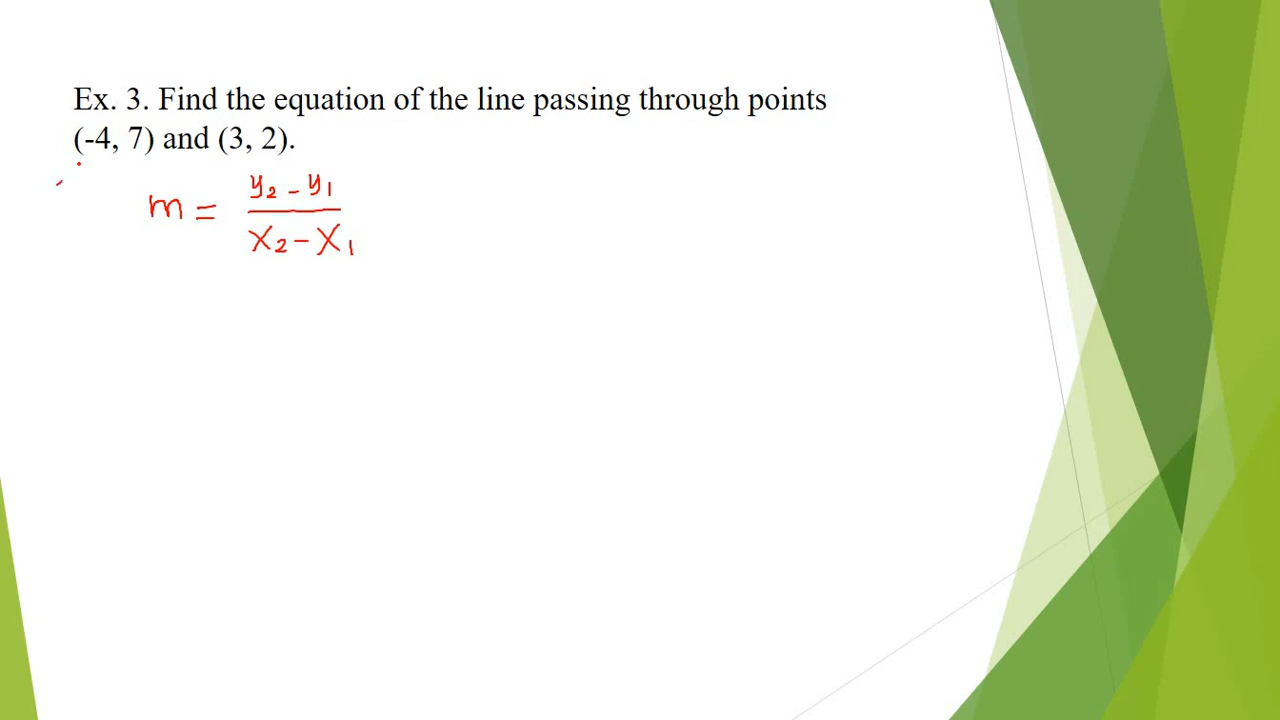 Ex. 3. Find the equation of the line passing through points
(-4, 7) and (3, 2).
m = y₂ - y₁
x₂ - x₁